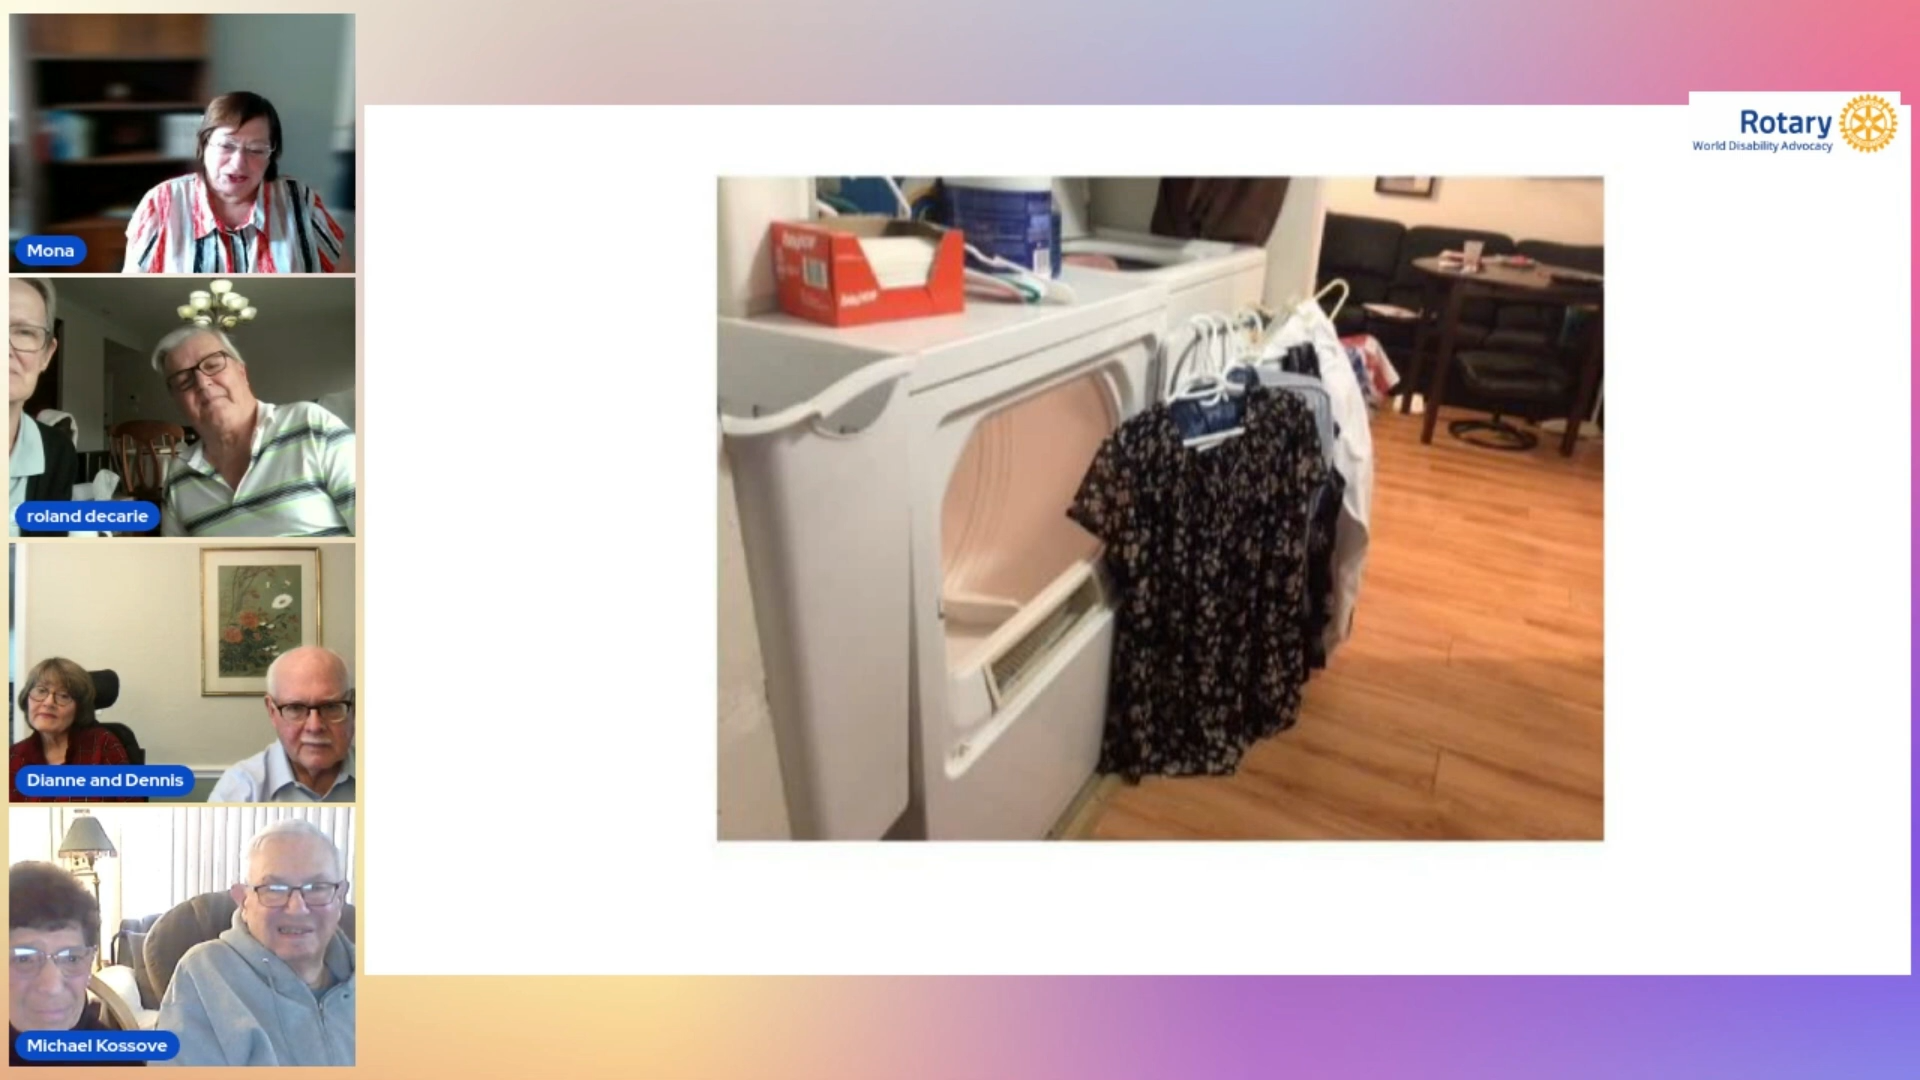 Mona
roland decarie
Dianne and Dennis
Michael Kossove
Rotary
World Disability Advocacy